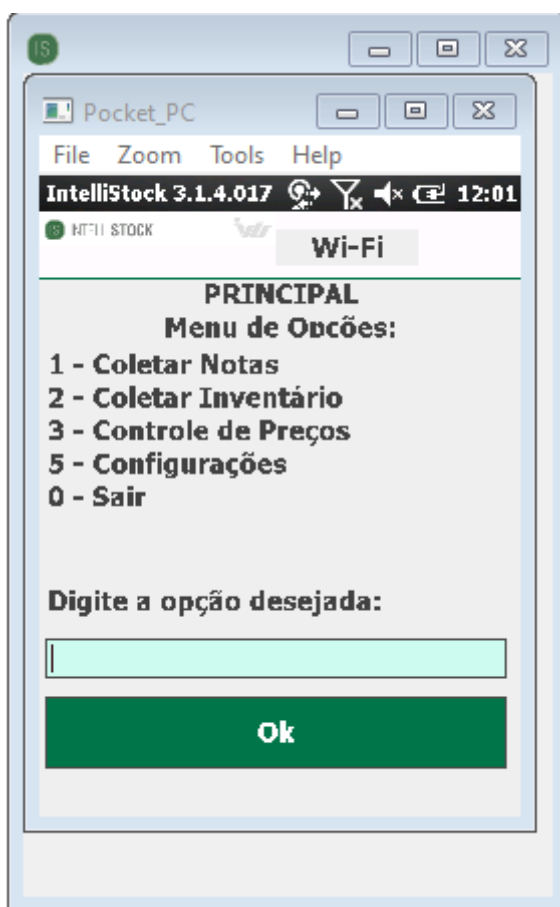 IS
Pocket_PC
File Zoom Tools Help
IntelliStock 3.1.4.017 12:01
IS INTELLI STOCK
Wi-Fi
PRINCIPAL
Menu de Opcões:
1 - Coletar Notas
2 - Coletar Inventário
3 - Controle de Preços
5 - Configurações
0 - Sair
Digite a opção desejada:
Ok